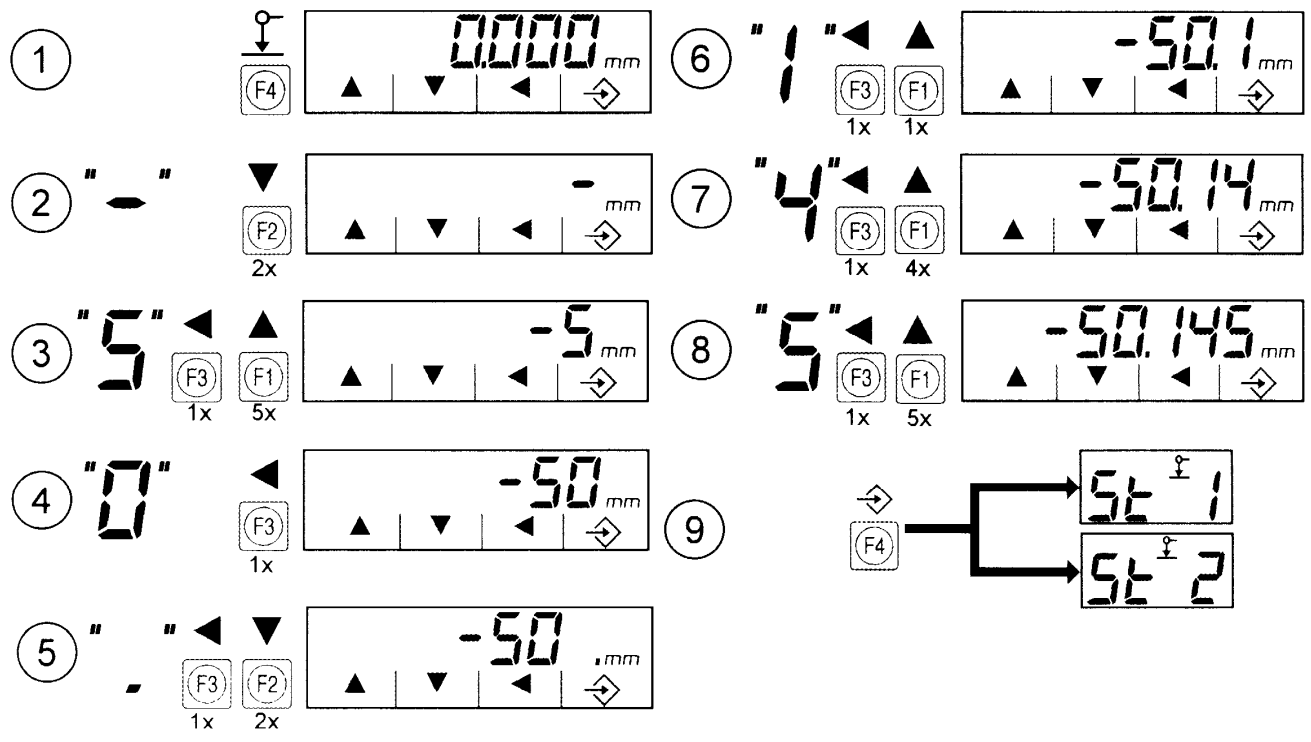 1
F4
0.000 mm
2
"-"
F2
2x
- mm
3
"5"
F3 F1
1x 5x
-5 mm
4
"0"
F3
1x
-50 mm
5
"."
F3 F2
1x 2x
-50 . mm
6
"1"
F3 F1
1x 1x
-50.1 mm
7
"4"
F3 F1
1x 4x
-50.14 mm
8
"5"
F3 F1
1x 5x
-50.145 mm
9
F4
St 1
St 2